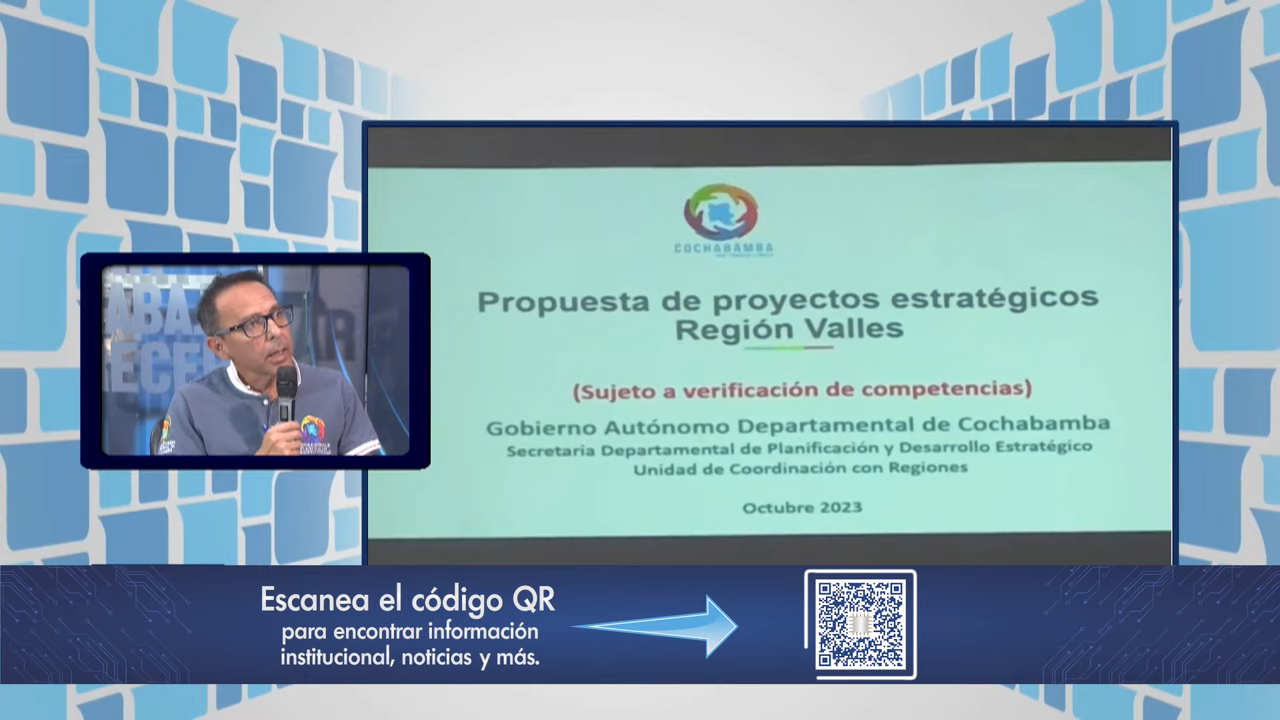 COCHABAMBA
Propuesta de proyectos estratégicos
Región Valles
(Sujeto a verificación de competencias)
Gobierno Autónomo Departamental de Cochabamba
Secretaria Departamental de Planificación y Desarrollo Estratégico
Unidad de Coordinación con Regiones
Octubre 2023
ABA
ECE
Escanea el código QR
para encontrar información
institucional, noticias y más.